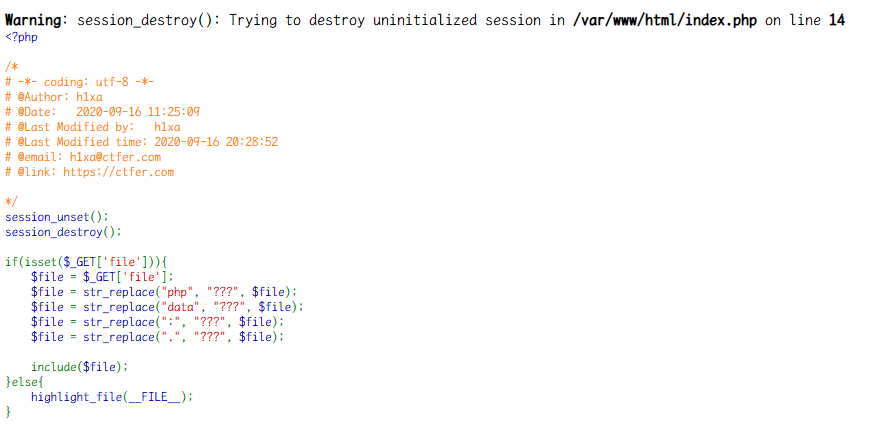 Warning: session_destroy(): Trying to destroy uninitialized session in /var/www/html/index.php on line 14
<?php

/*
# -*- coding: utf-8 -*-
# @Author: h1xa
# @Date:   2020-09-16 11:25:09
# @Last Modified by:   h1xa
# @Last Modified time: 2020-09-16 20:28:52
# @email: h1xa@ctfer.com
# @link: https://ctfer.com

*/
session_unset();
session_destroy();

if(isset($_GET['file'])){
    $file = $_GET['file'];
    $file = str_replace("php", "???", $file);
    $file = str_replace("data", "???", $file);
    $file = str_replace(":", "???", $file);
    $file = str_replace(".", "???", $file);

    include($file);
}else{
    highlight_file(__FILE__);
}